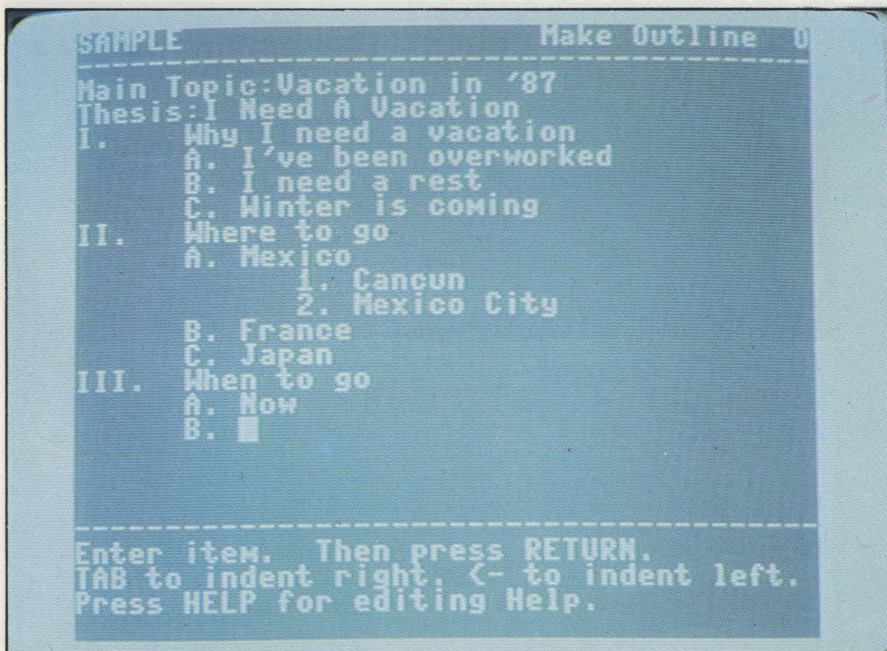 SAMPLE Make Outline 0
Main Topic:Vacation in '87
Thesis:I Need A Vacation
I. Why I need a vacation
A. I've been overworked
B. I need a rest
C. Winter is coming
II. Where to go
A. Mexico
1. Cancun
2. Mexico City
B. France
C. Japan
III. When to go
A. Now
B.
Enter item. Then press RETURN.
TAB to indent right. <- to indent left.
Press HELP for editing Help.